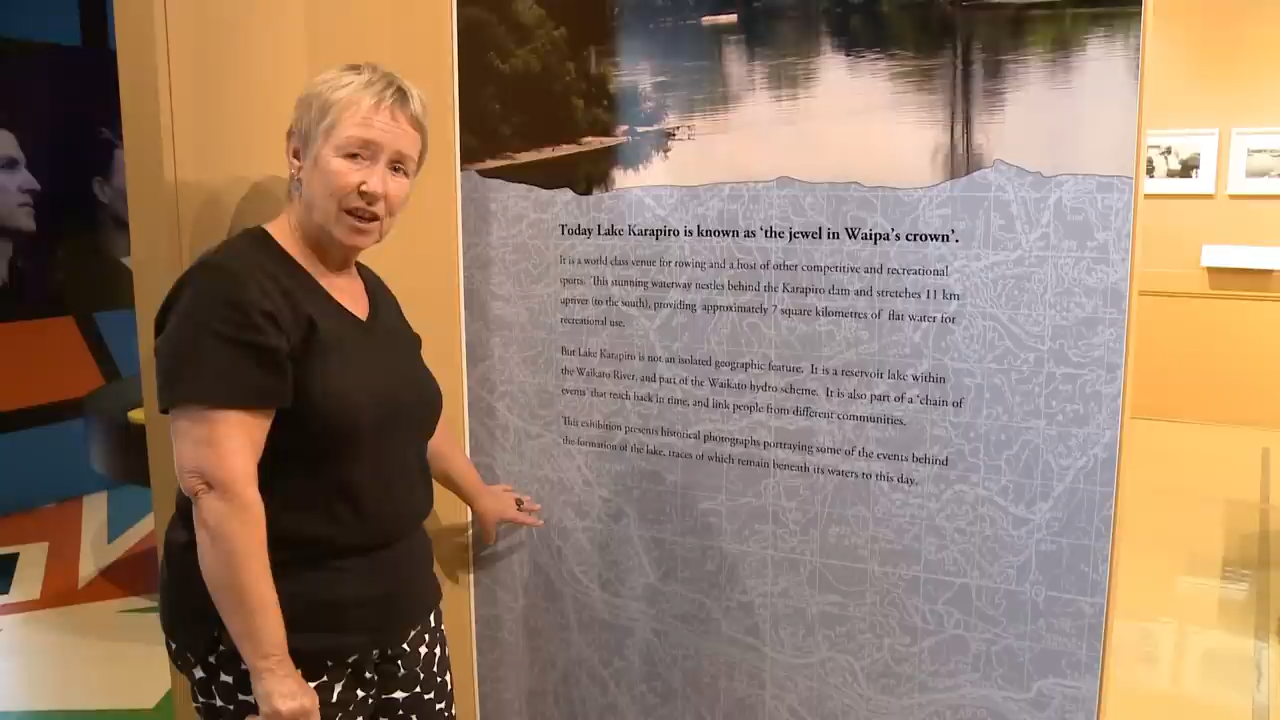 Today Lake Karapiro is known as ‘the jewel in Waipa’s crown’.
It is a world class venue for rowing and a host of other competitive and recreational
sports. This stunning waterway nestles behind the Karapiro dam and stretches 11 km
upriver (to the south), providing approximately 7 square kilometres of flat water for
recreational use.
But Lake Karapiro is not an isolated geographic feature. It is a reservoir lake within
the Waikato River, and part of the Waikato hydro scheme. It is also part of a ‘chain of
events’ that reach back in time, and link people from different communities.
This exhibition presents historical photographs portraying some of the events behind
the formation of the lake, traces of which remain beneath its waters to this day.